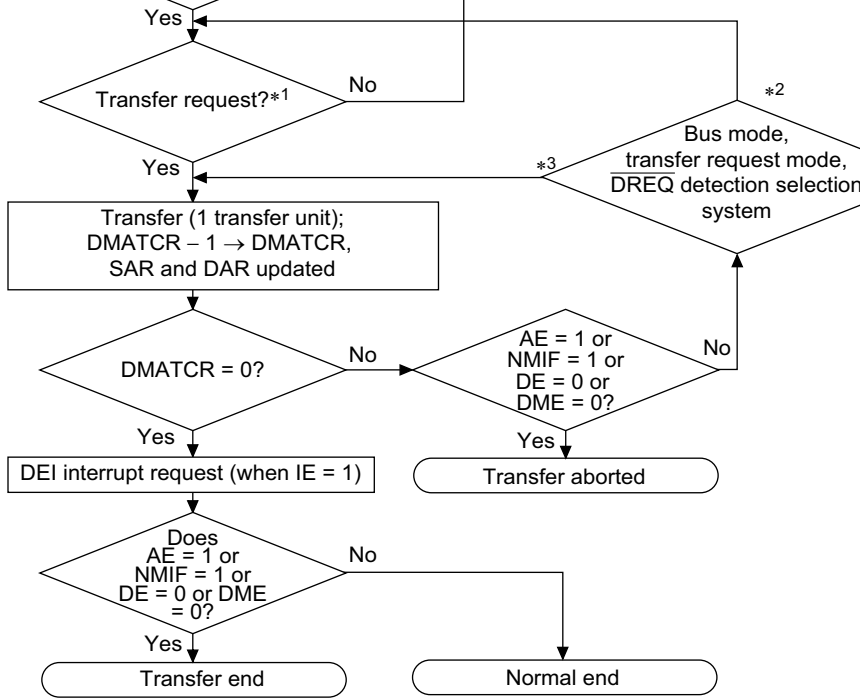 Yes
Transfer request?*1
No
*2
Bus mode,
transfer request mode,
DREQ detection selection
system
Yes
*3
Transfer (1 transfer unit);
DMATCR – 1 → DMATCR,
SAR and DAR updated
DMATCR = 0?
No
AE = 1 or
NMIF = 1 or
DE = 0 or
DME = 0?
No
Yes
Yes
DEI interrupt request (when IE = 1)
Transfer aborted
Does
AE = 1 or
NMIF = 1 or
DE = 0 or DME
= 0?
No
Yes
Transfer end
Normal end